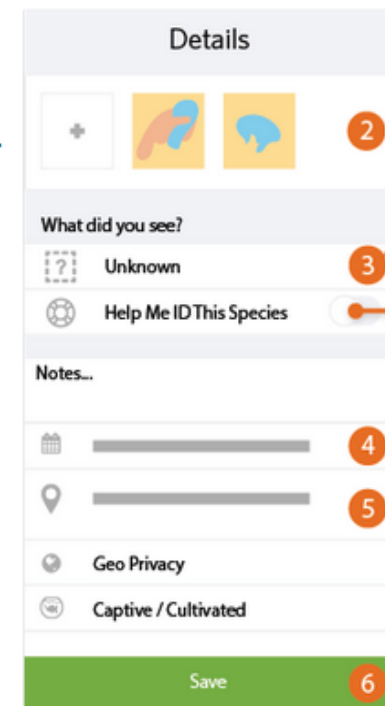 Details
+
2
What did you see?
? Unknown 3
Help Me ID This Species
Notes...
4
5
Geo Privacy
Captive / Cultivated
Save 6